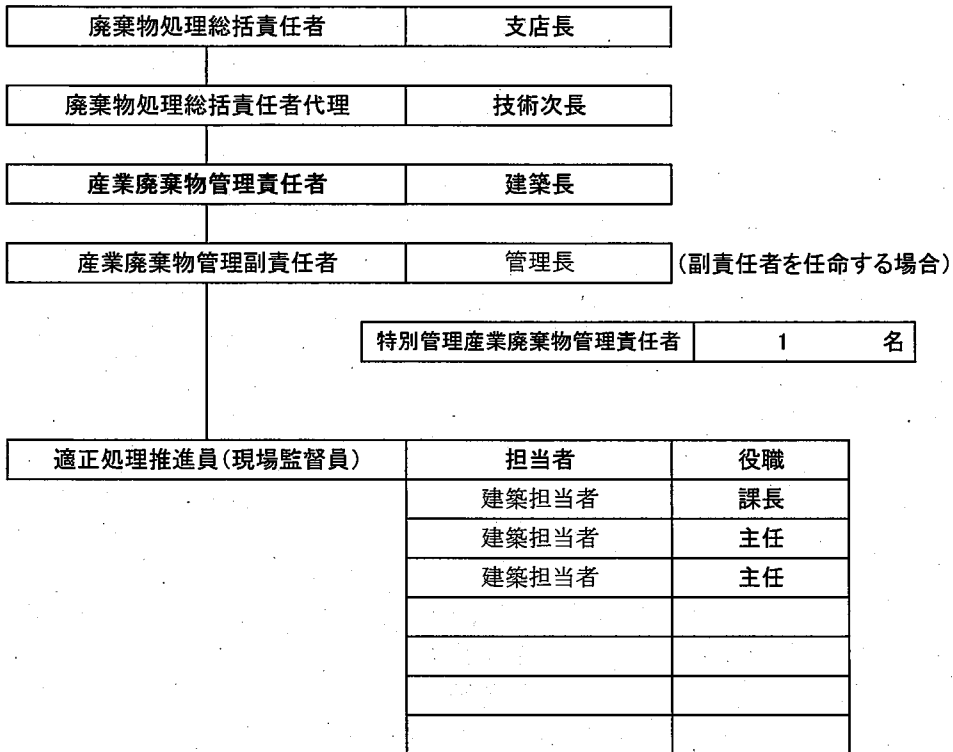 廃棄物処理総括責任者 支店長
廃棄物処理総括責任者代理 技術次長
産業廃棄物管理責任者 建築長
産業廃棄物管理副責任者 管理長 (副責任者を任命する場合)
特別管理産業廃棄物管理責任者 1 名
適正処理推進員(現場監督員) 担当者 役職
建築担当者 課長
建築担当者 主任
建築担当者 主任